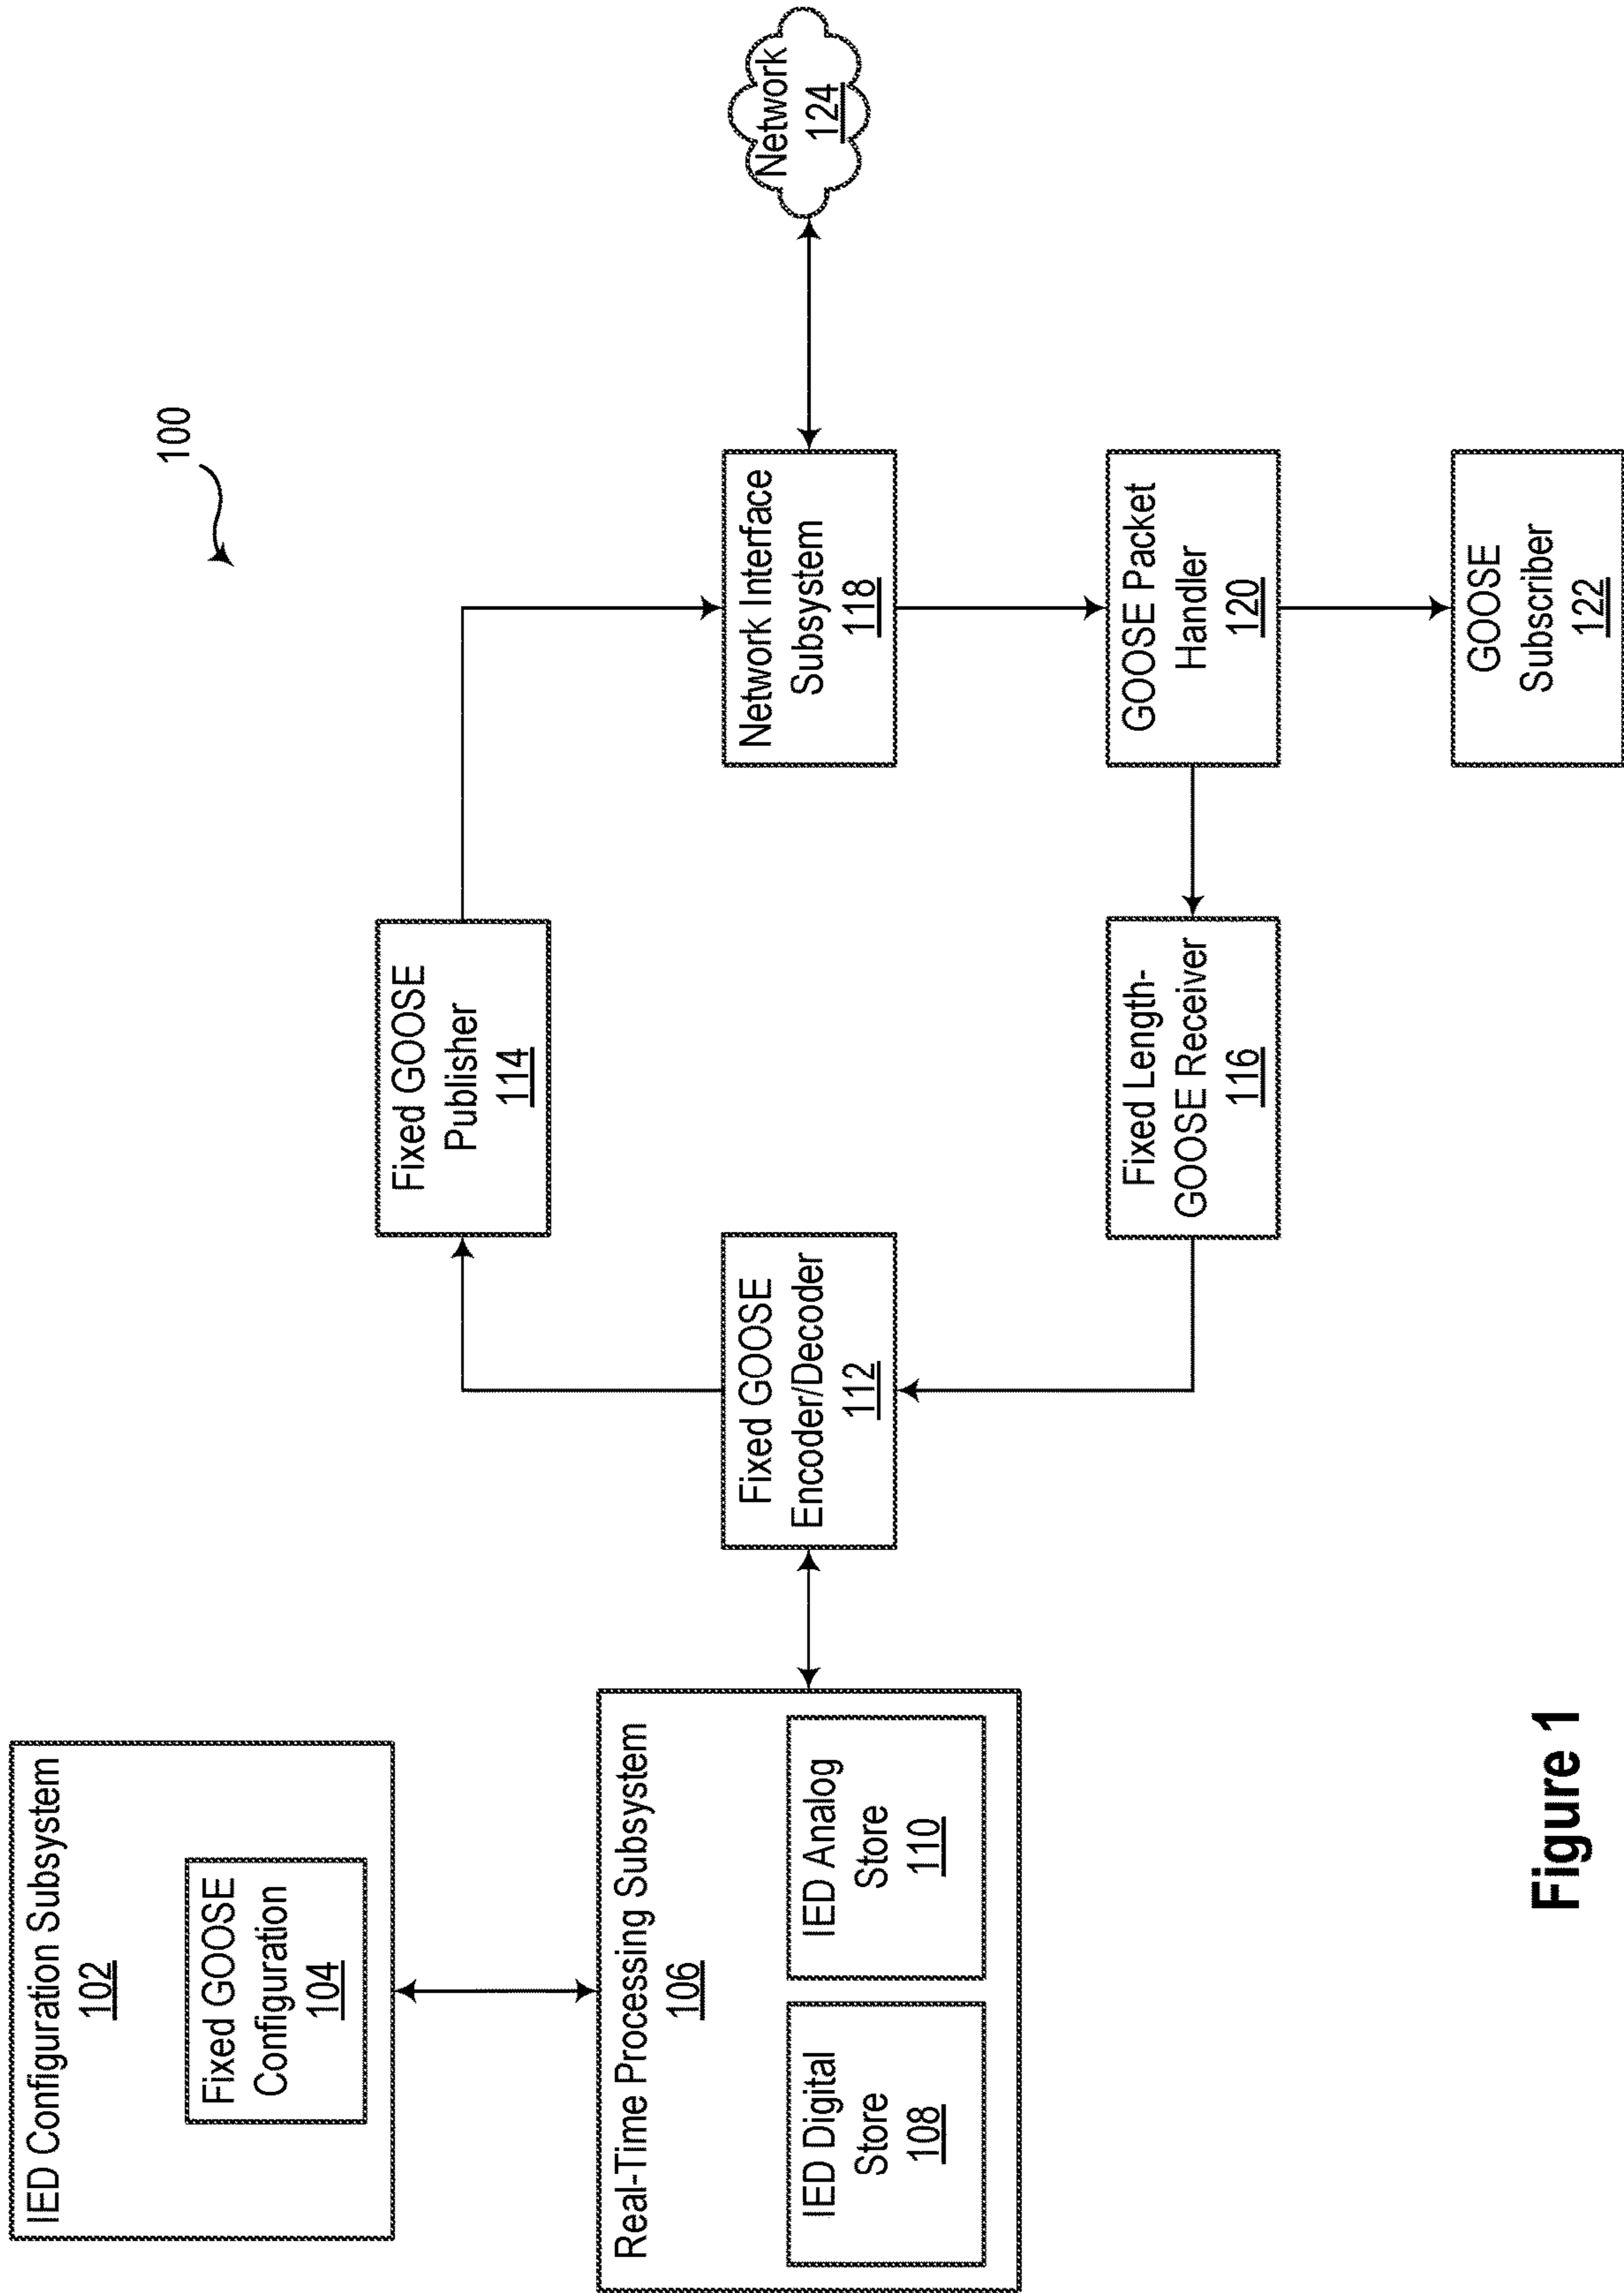 100
IED Configuration Subsystem
102
Fixed GOOSE
Configuration
104
Real-Time Processing Subsystem
106
IED Digital
Store
108
IED Analog
Store
110
Fixed GOOSE
Encoder/Decoder
112
Fixed GOOSE
Publisher
114
Fixed Length-
GOOSE Receiver
116
Network Interface
Subsystem
118
GOOSE Packet
Handler
120
GOOSE
Subscriber
122
Network
124
Figure 1